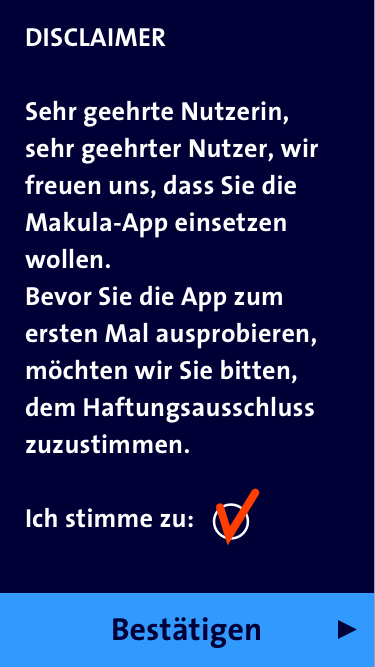 DISCLAIMER
Sehr geehrte Nutzerin,
sehr geehrter Nutzer, wir
freuen uns, dass Sie die
Makula-App einsetzen
wollen.
Bevor Sie die App zum
ersten Mal ausprobieren,
möchten wir Sie bitten,
dem Haftungsausschluss
zuzustimmen.
Ich stimme zu:
Bestätigen